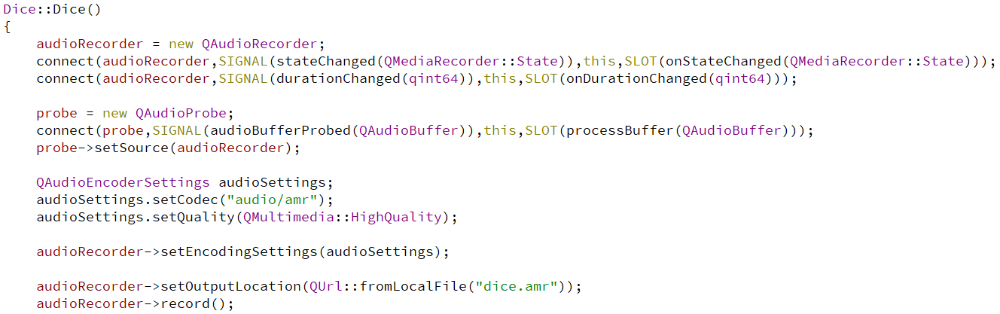 Dice::Dice()
{
    audioRecorder = new QAudioRecorder;
    connect(audioRecorder,SIGNAL(stateChanged(QMediaRecorder::State)),this,SLOT(onStateChanged(QMediaRecorder::State)));
    connect(audioRecorder,SIGNAL(durationChanged(qint64)),this,SLOT(onDurationChanged(qint64)));

    probe = new QAudioProbe;
    connect(probe,SIGNAL(audioBufferProbed(QAudioBuffer)),this,SLOT(processBuffer(QAudioBuffer)));
    probe->setSource(audioRecorder);

    QAudioEncoderSettings audioSettings;
    audioSettings.setCodec("audio/amr");
    audioSettings.setQuality(QMultimedia::HighQuality);

    audioRecorder->setEncodingSettings(audioSettings);

    audioRecorder->setOutputLocation(QUrl::fromLocalFile("dice.amr"));
    audioRecorder->record();